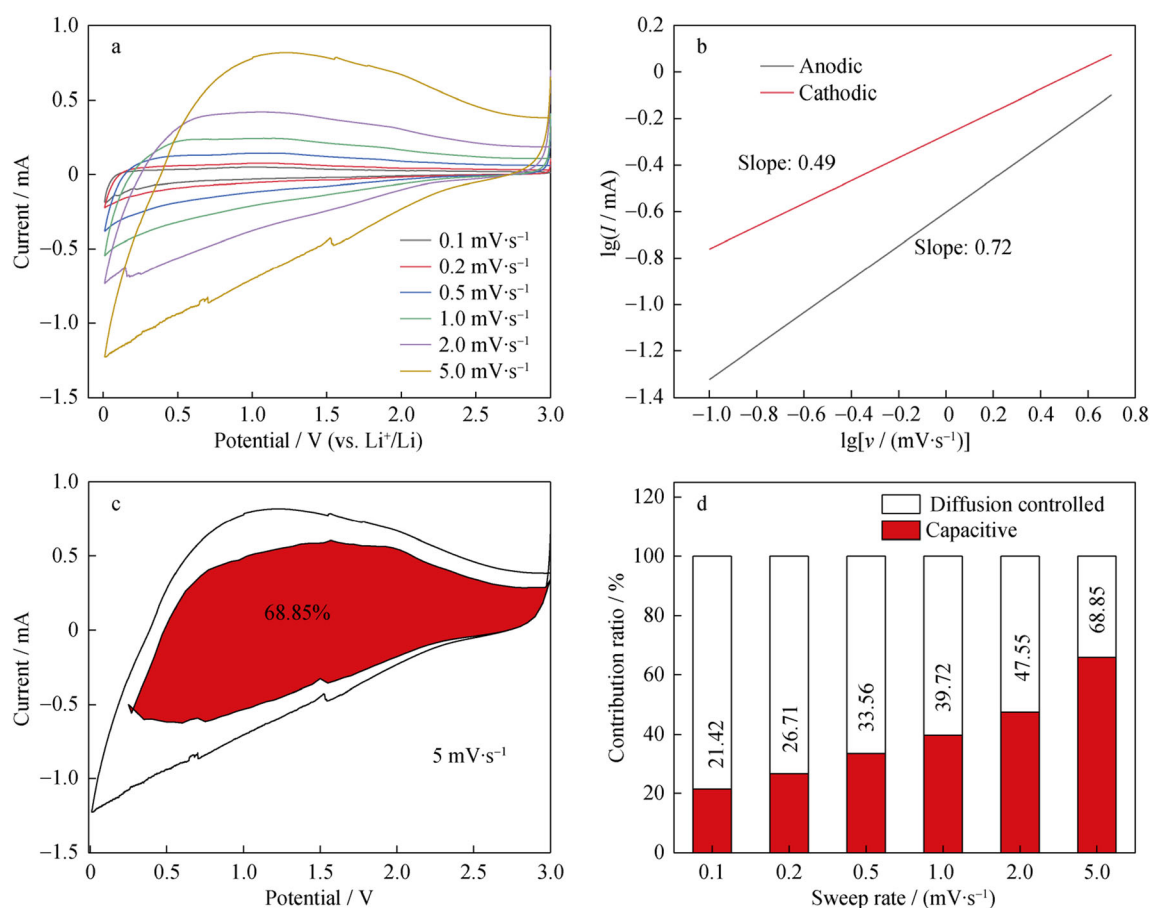 a
1.0
0.5
0
−0.5
−1.0
−1.5
Current / mA
0.1 mV·s⁻¹
0.2 mV·s⁻¹
0.5 mV·s⁻¹
1.0 mV·s⁻¹
2.0 mV·s⁻¹
5.0 mV·s⁻¹
0 0.5 1.0 1.5 2.0 2.5 3.0
Potential / V (vs. Li⁺/Li)
b
Anodic
Cathodic
0
−0.4
−0.6
−0.8
−1.0
−1.2
−1.4
lg(I / mA)
Slope: 0.49
Slope: 0.72
−1.0 −0.8 −0.6 −0.4 −0.2 0 0.2 0.4 0.6 0.8
lg[v / (mV·s⁻¹)]
c
1.0
0.5
0
−0.5
−1.0
−1.5
Current / mA
68.85%
5 mV·s⁻¹
0 0.5 1.0 1.5 2.0 2.5 3.0
Potential / V
d
Diffusion controlled
Capacitive
120
100
80
60
40
20
0
Contribution ratio / %
21.42
26.71
33.56
39.72
47.55
68.85
0.1 0.2 0.5 1.0 2.0 5.0
Sweep rate / (mV·s⁻¹)